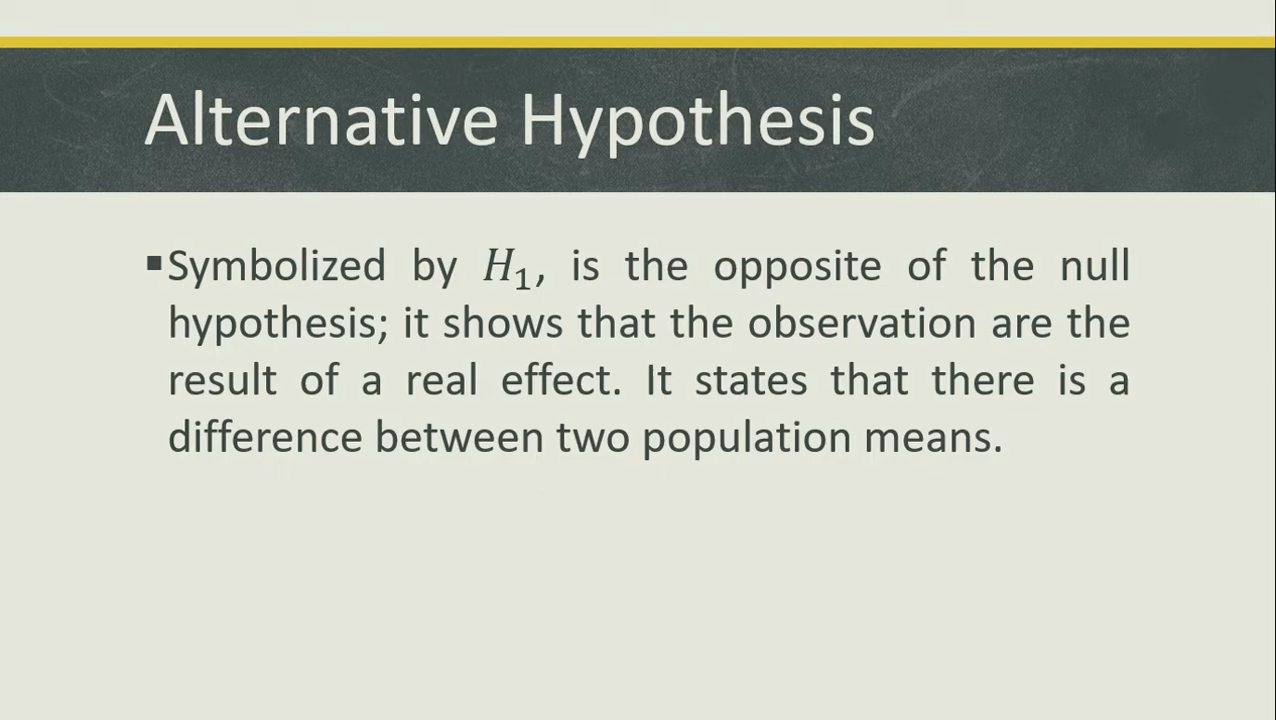 Alternative Hypothesis
▪Symbolized by H₁, is the opposite of the null
hypothesis; it shows that the observation are the
result of a real effect. It states that there is a
difference between two population means.